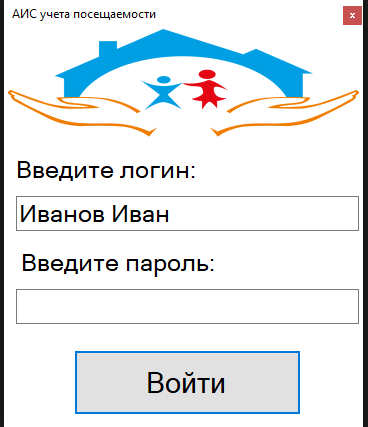 АИС учета посещаемости
x
Введите логин:
Иванов Иван
Введите пароль:
Войти